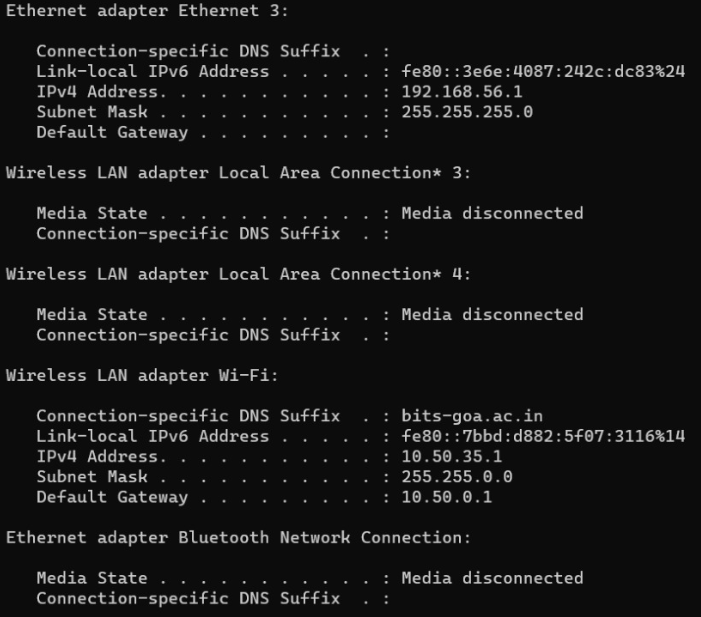 Ethernet adapter Ethernet 3:
   Connection-specific DNS Suffix  . :
   Link-local IPv6 Address . . . . . : fe80::3e6e:4087:242c:dc83%24
   IPv4 Address. . . . . . . . . . . : 192.168.56.1
   Subnet Mask . . . . . . . . . . . : 255.255.255.0
   Default Gateway . . . . . . . . . :
Wireless LAN adapter Local Area Connection* 3:
   Media State . . . . . . . . . . . : Media disconnected
   Connection-specific DNS Suffix  . :
Wireless LAN adapter Local Area Connection* 4:
   Media State . . . . . . . . . . . : Media disconnected
   Connection-specific DNS Suffix  . :
Wireless LAN adapter Wi-Fi:
   Connection-specific DNS Suffix  . : bits-goa.ac.in
   Link-local IPv6 Address . . . . . : fe80::7bbd:d882:5f07:3116%14
   IPv4 Address. . . . . . . . . . . : 10.50.35.1
   Subnet Mask . . . . . . . . . . . : 255.255.0.0
   Default Gateway . . . . . . . . . : 10.50.0.1
Ethernet adapter Bluetooth Network Connection:
   Media State . . . . . . . . . . . : Media disconnected
   Connection-specific DNS Suffix  . :